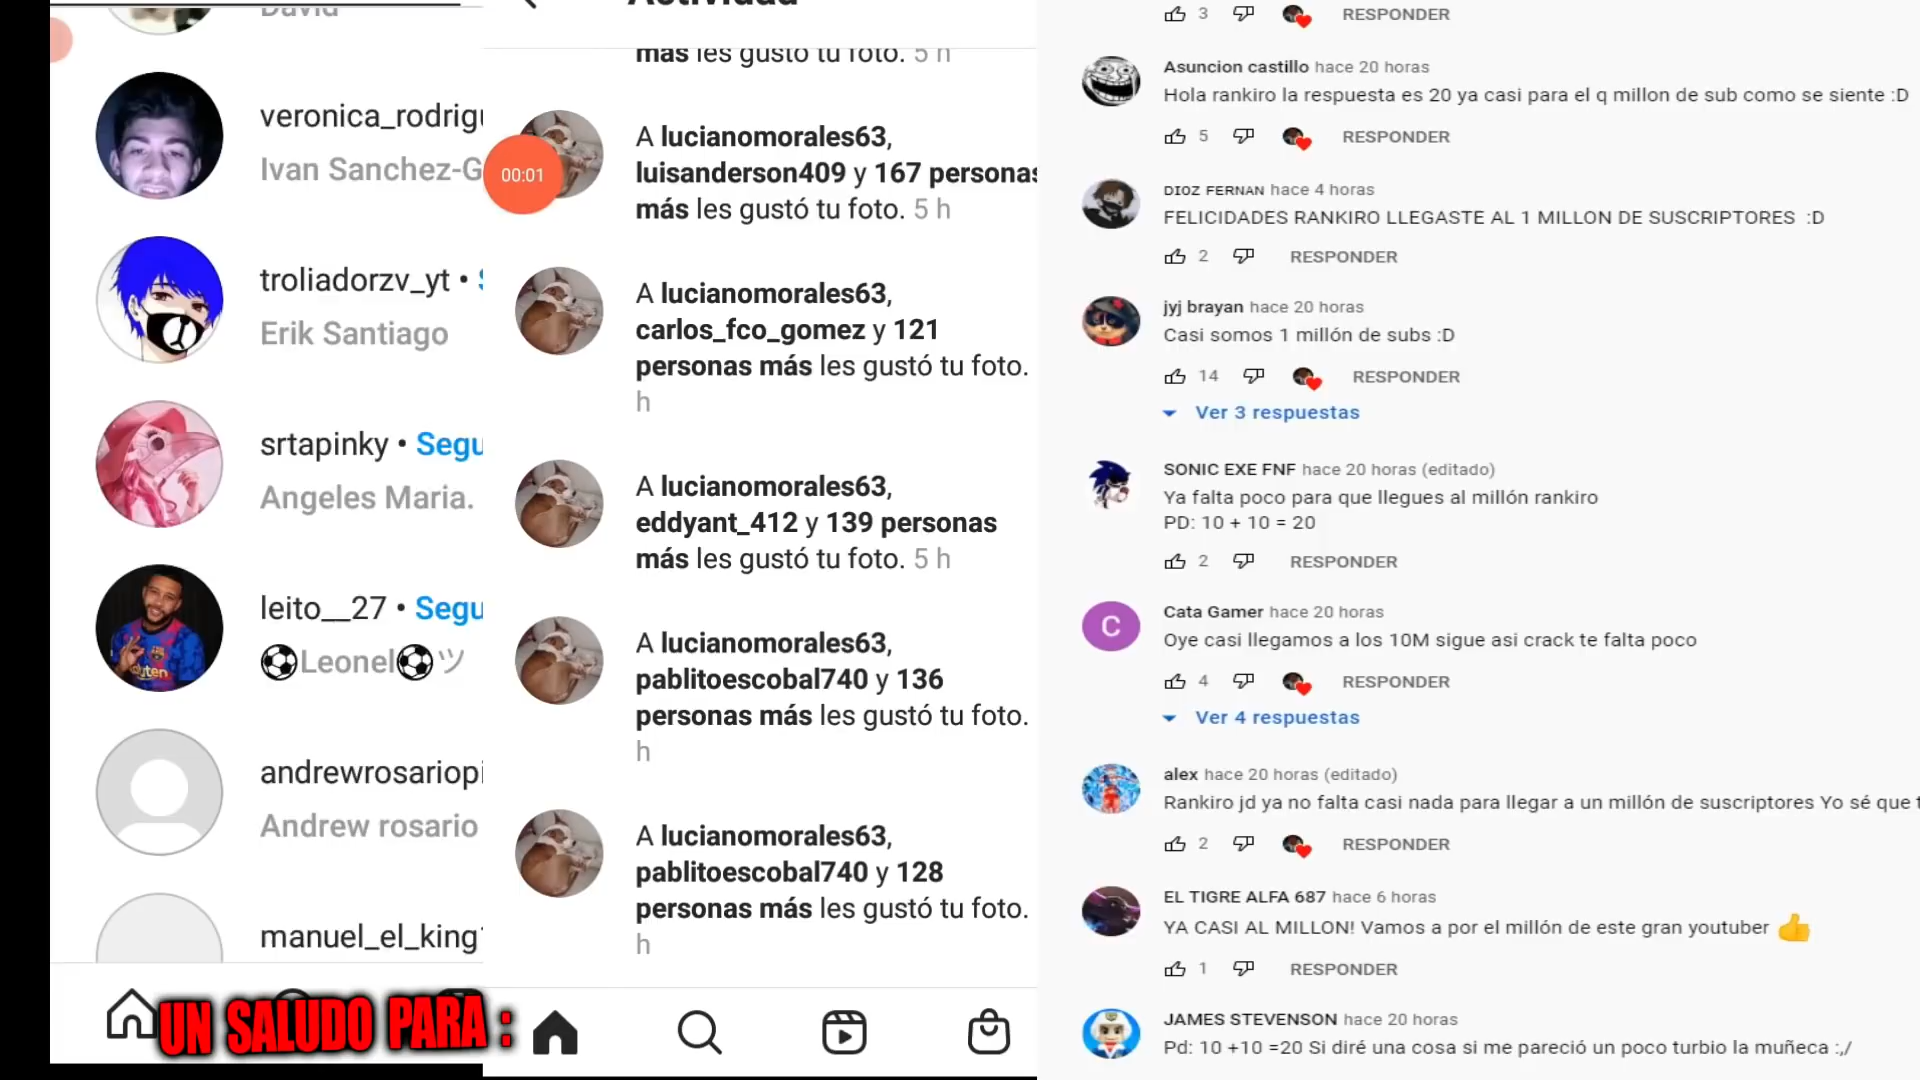 David
veronica_rodrigu
Ivan Sanchez-G
troliadorzv_yt •
Erik Santiago
srtapinky • Segu
Angeles Maria.
leito__27 • Segu
⚽Leonel⚽ツ
andrewrosariopi
Andrew rosario
manuel_el_king
UN SALUDO PARA :
Actividad
más les gustó tu foto. 5 h
A lucianomorales63,
luisanderson409 y 167 personas
más les gustó tu foto. 5 h
00:01
A lucianomorales63,
carlos_fco_gomez y 121
personas más les gustó tu foto.
h
A lucianomorales63,
eddyant_412 y 139 personas
más les gustó tu foto. 5 h
A lucianomorales63,
pablitoescobal740 y 136
personas más les gustó tu foto.
h
A lucianomorales63,
pablitoescobal740 y 128
personas más les gustó tu foto.
h
3 RESPONDER
Asuncion castillo hace 20 horas
Hola rankiro la respuesta es 20 ya casi para el q millon de sub como se siente :D
5 RESPONDER
DIOZ FERNAN hace 4 horas
FELICIDADES RANKIRO LLEGASTE AL 1 MILLON DE SUSCRIPTORES :D
2 RESPONDER
jyj brayan hace 20 horas
Casi somos 1 millón de subs :D
14 RESPONDER
Ver 3 respuestas
SONIC EXE FNF hace 20 horas (editado)
Ya falta poco para que llegues al millón rankiro
PD: 10 + 10 = 20
2 RESPONDER
C
Cata Gamer hace 20 horas
Oye casi llegamos a los 10M sigue asi crack te falta poco
4 RESPONDER
Ver 4 respuestas
alex hace 20 horas (editado)
Rankiro jd ya no falta casi nada para llegar a un millón de suscriptores Yo sé que t
2 RESPONDER
EL TIGRE ALFA 687 hace 6 horas
YA CASI AL MILLON! Vamos a por el millón de este gran youtuber 👍
1 RESPONDER
JAMES STEVENSON hace 20 horas
Pd: 10 +10 =20 Si diré una cosa si me pareció un poco turbio la muñeca :,/